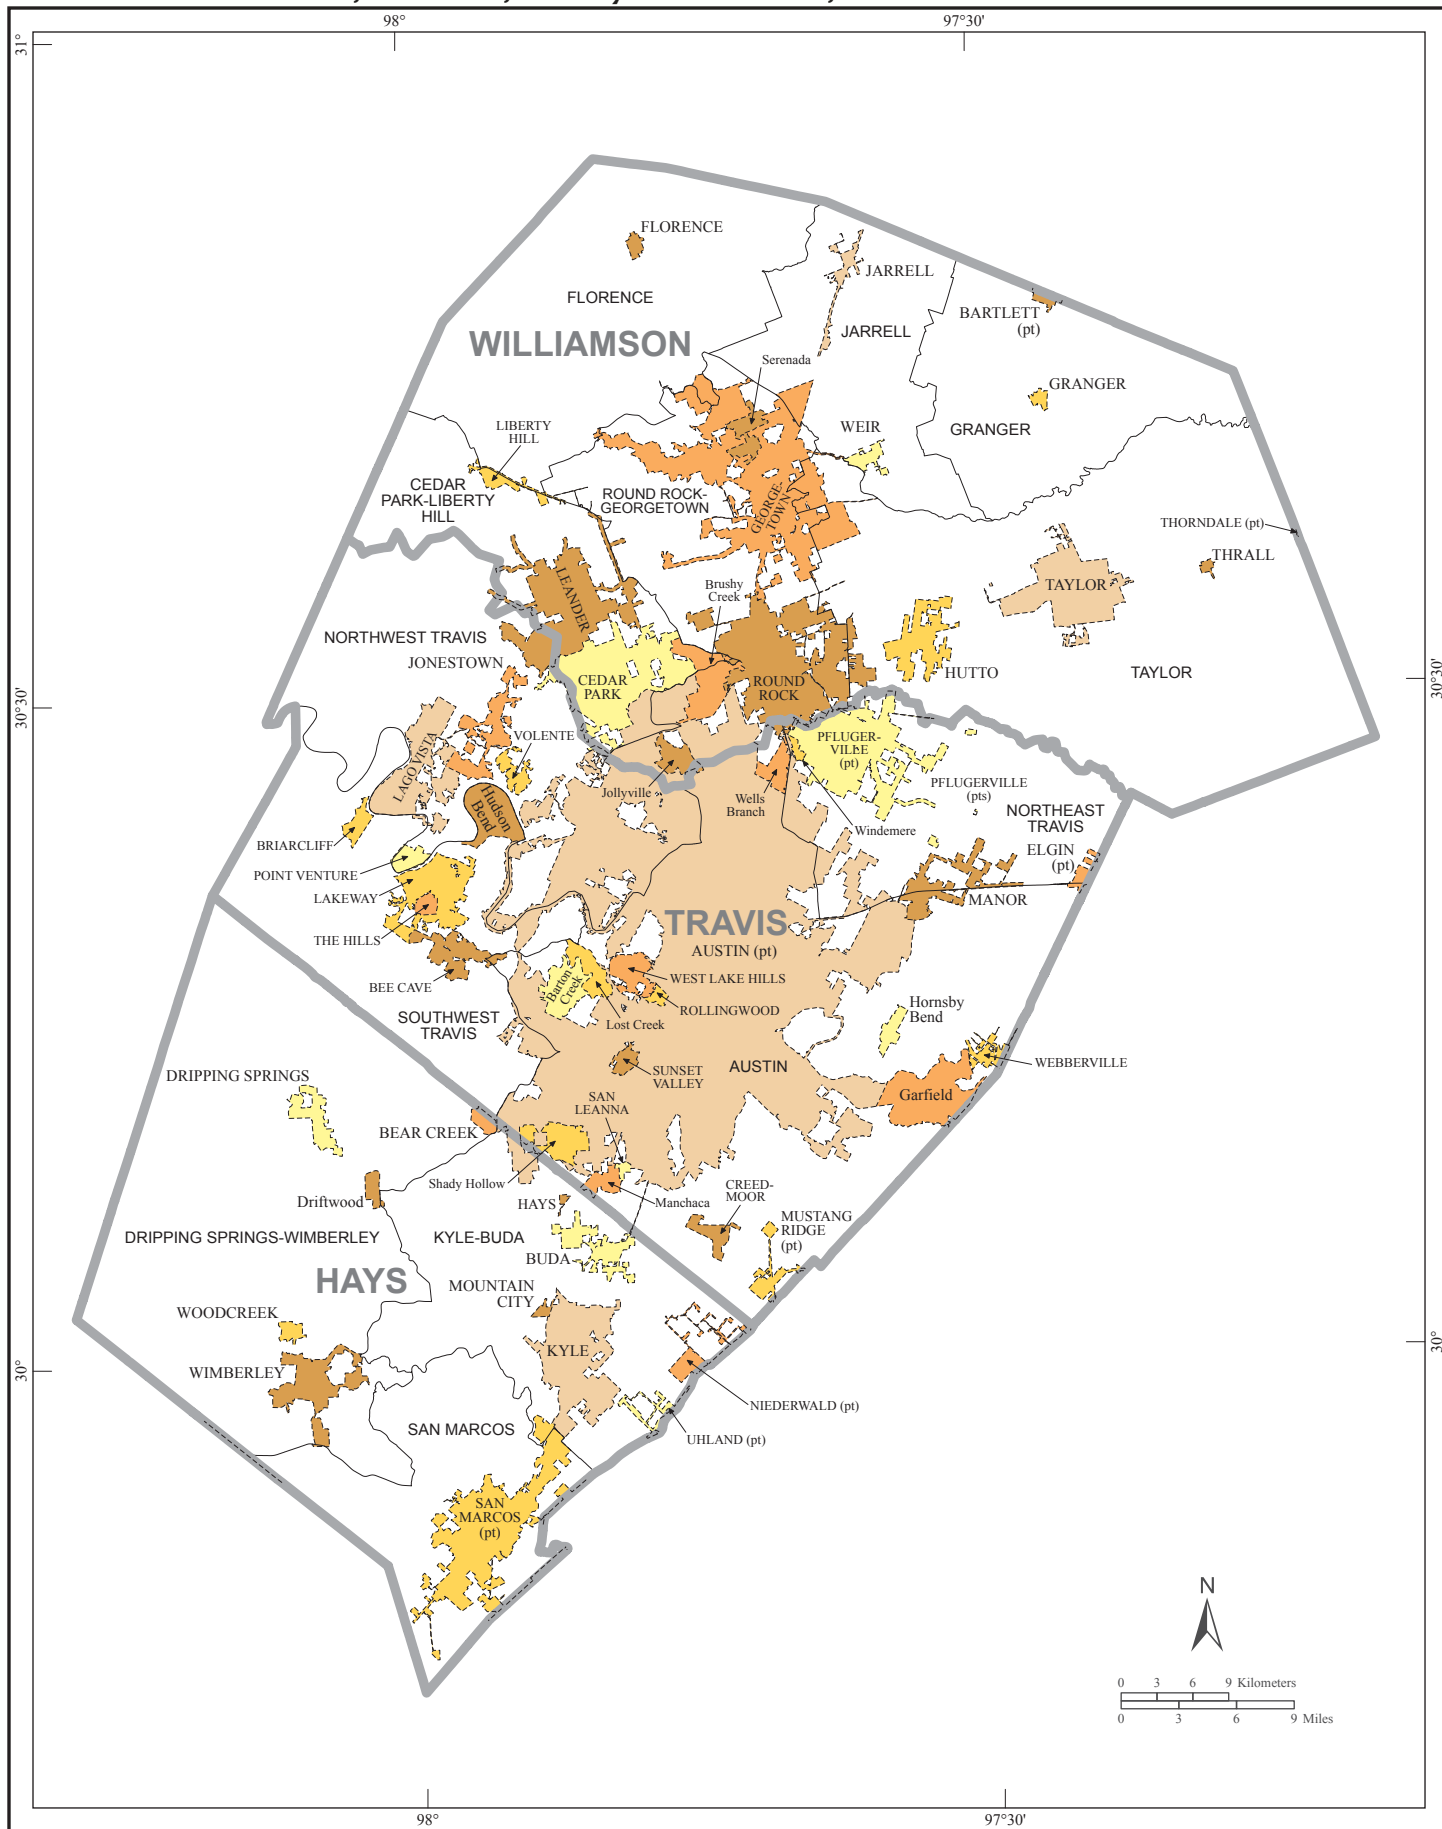 98°
97°30'
31°
FLORENCE
FLORENCE
JARRELL
BARTLETT
(pt)
JARRELL
WILLIAMSON
Serenada
GRANGER
LIBERTY
HILL
WEIR
GRANGER
CEDAR
PARK-LIBERTY
HILL
ROUND ROCK-
GEORGETOWN
GEORGE-
TOWN
THORNDALE (pt)
THRALL
LEANDER
Brushy
Creek
TAYLOR
NORTHWEST TRAVIS
JONESTOWN
CEDAR
PARK
ROUND
ROCK
HUTTO
TAYLOR
30°30'
30°30'
VOLENTE
PFLUGER-
VILLE
(pt)
LAGO VISTA
Jollyville
Wells
Branch
PFLUGERVILLE
(pts)
Hudson
Bend
Windemere
NORTHEAST
TRAVIS
BRIARCLIFF
ELGIN
(pt)
POINT VENTURE
LAKEWAY
MANOR
TRAVIS
THE HILLS
AUSTIN (pt)
BEE CAVE
Barton
Creek
WEST LAKE HILLS
ROLLINGWOOD
Lost Creek
Hornsby
Bend
SOUTHWEST
TRAVIS
SUNSET
VALLEY
AUSTIN
WEBBERVILLE
DRIPPING SPRINGS
SAN
LEANNA
Garfield
BEAR CREEK
Shady Hollow
Manchaca
CREED-
MOOR
Driftwood
HAYS
MUSTANG
RIDGE
(pt)
DRIPPING SPRINGS-WIMBERLEY
KYLE-BUDA
BUDA
HAYS
MOUNTAIN
CITY
WOODCREEK
KYLE
WIMBERLEY
30°
30°
NIEDERWALD (pt)
SAN MARCOS
UHLAND (pt)
SAN
MARCOS
(pt)
N
0 3 6 9 Kilometers
0 3 6 9 Miles
98°
97°30'